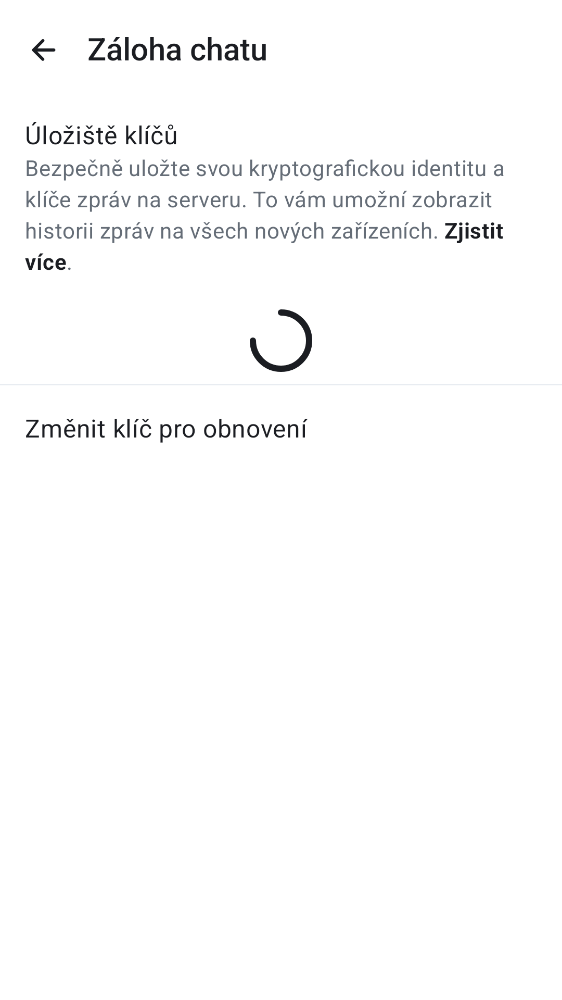 Záloha chatu
Úložiště klíčů
Bezpečně uložte svou kryptografickou identitu a
klíče zpráv na serveru. To vám umožní zobrazit
historii zpráv na všech nových zařízeních. Zjistit
více.
Změnit klíč pro obnovení